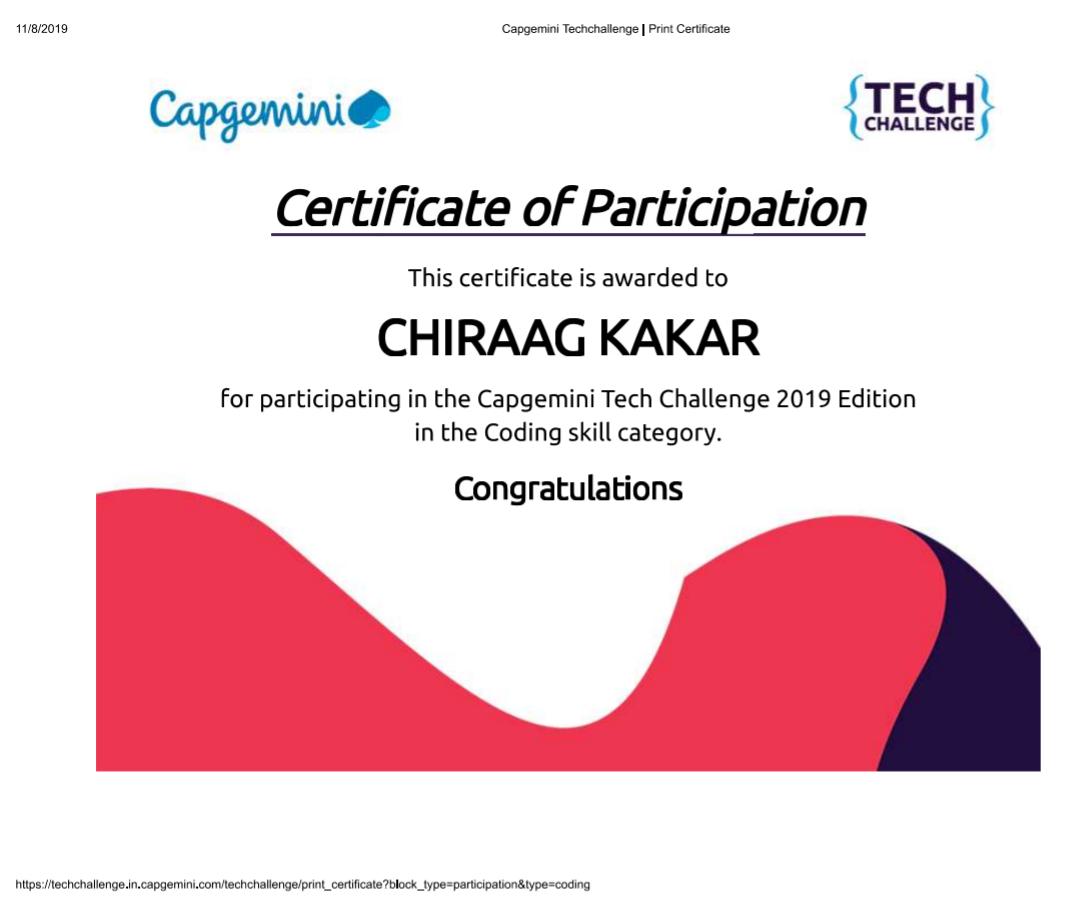 11/8/2019 Capgemini Techchallenge | Print Certificate
Capgemini
{TECH
CHALLENGE}
Certificate of Participation
This certificate is awarded to
CHIRAAG KAKAR
for participating in the Capgemini Tech Challenge 2019 Edition
in the Coding skill category.
Congratulations
https://techchallenge.in.capgemini.com/techchallenge/print_certificate?block_type=participation&type=coding